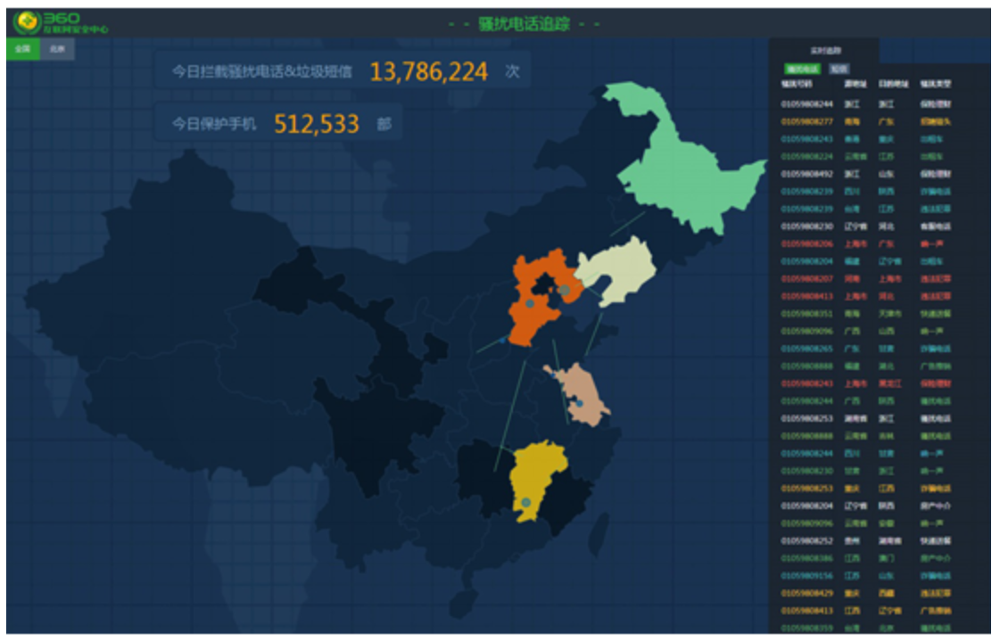 360
互联网安全中心
- - 骚扰电话追踪 - -
全国 北京
今日拦截骚扰电话&垃圾短信 13,786,224 次
今日保护手机 512,533 部
实时追踪
骚扰电话 短信
骚扰号码 源地址 目的地址 骚扰类型
01059808244 浙江 浙江 保险理财
01059808277 青海 广东 招聘猎头
01059808243 香港 重庆 出租车
01059808224 云南省 江苏 出租车
01059808492 浙江 山东 保险理财
01059808239 四川 陕西 诈骗电话
01059808239 台湾 江苏 违法犯罪
01059808230 辽宁省 河北 客服电话
01059808206 上海市 广东 响一声
01059808204 福建 辽宁省 出租车
01059808207 河南 上海市 违法犯罪
01059808413 上海市 河北 违法犯罪
01059808351 青海 天津市 快递送餐
01059809096 广西 山西 响一声
01059808265 广东 甘肃 诈骗电话
01059808888 福建 湖北 广告推销
01059808243 上海市 黑龙江 保险理财
01059808244 广西 陕西 骚扰电话
01059808253 湖南省 浙江 骚扰电话
01059808888 云南省 吉林 骚扰电话
01059808244 四川 甘肃 响一声
01059808230 甘肃 浙江 响一声
01059808253 重庆 江西 诈骗电话
01059808204 辽宁省 陕西 房产中介
01059809096 云南省 安徽 响一声
01059808252 贵州 湖南省 快递送餐
01059808386 江西 澳门 房产中介
01059809156 江苏 山东 诈骗电话
01059808429 重庆 西藏 违法犯罪
01059808413 江西 辽宁省 广告推销
01059808359 台湾 北京 骚扰电话